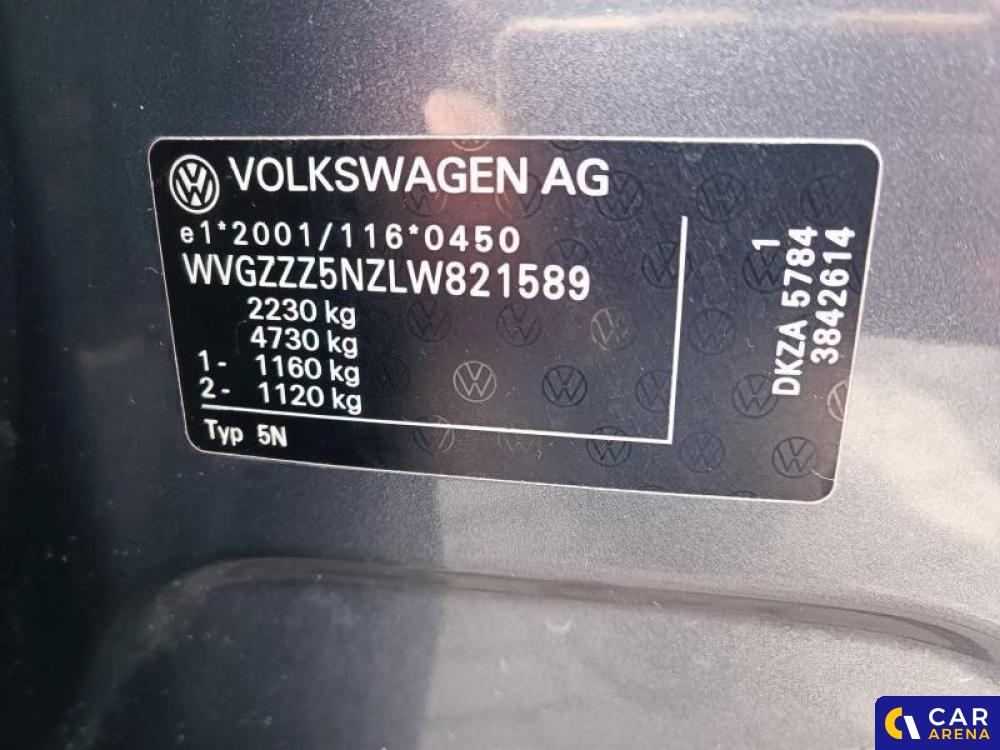 VOLKSWAGEN AG
e1*2001/116*0450
WVGZZZ5NZLW821589
2230 kg
4730 kg
1- 1160 kg
2- 1120 kg
Typ 5N
1
DKZA 5784
3842614
CAR
ARENA